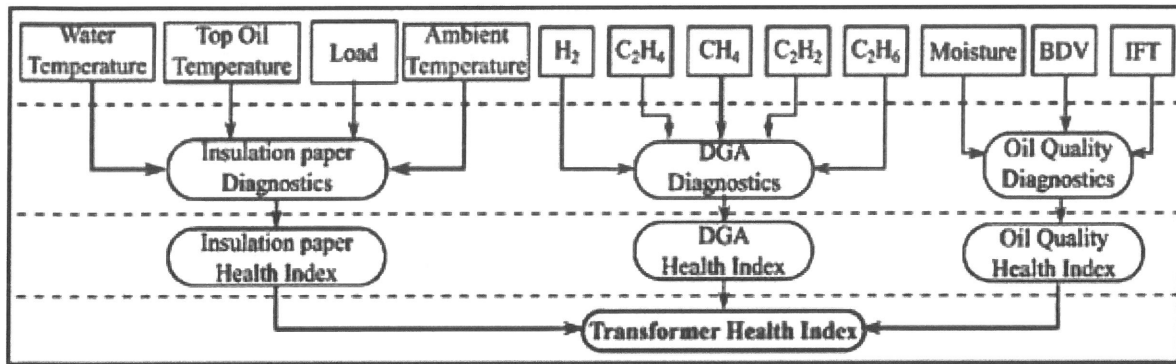 Water
Temperature
Top Oil
Temperature
Load
Ambient
Temperature
H₂
C₂H₄
CH₄
C₂H₂
C₂H₆
Moisture
BDV
IFT
Insulation paper
Diagnostics
DGA
Diagnostics
Oil Quality
Diagnostics
Insulation paper
Health Index
DGA
Health Index
Oil Quality
Health Index
Transformer Health Index